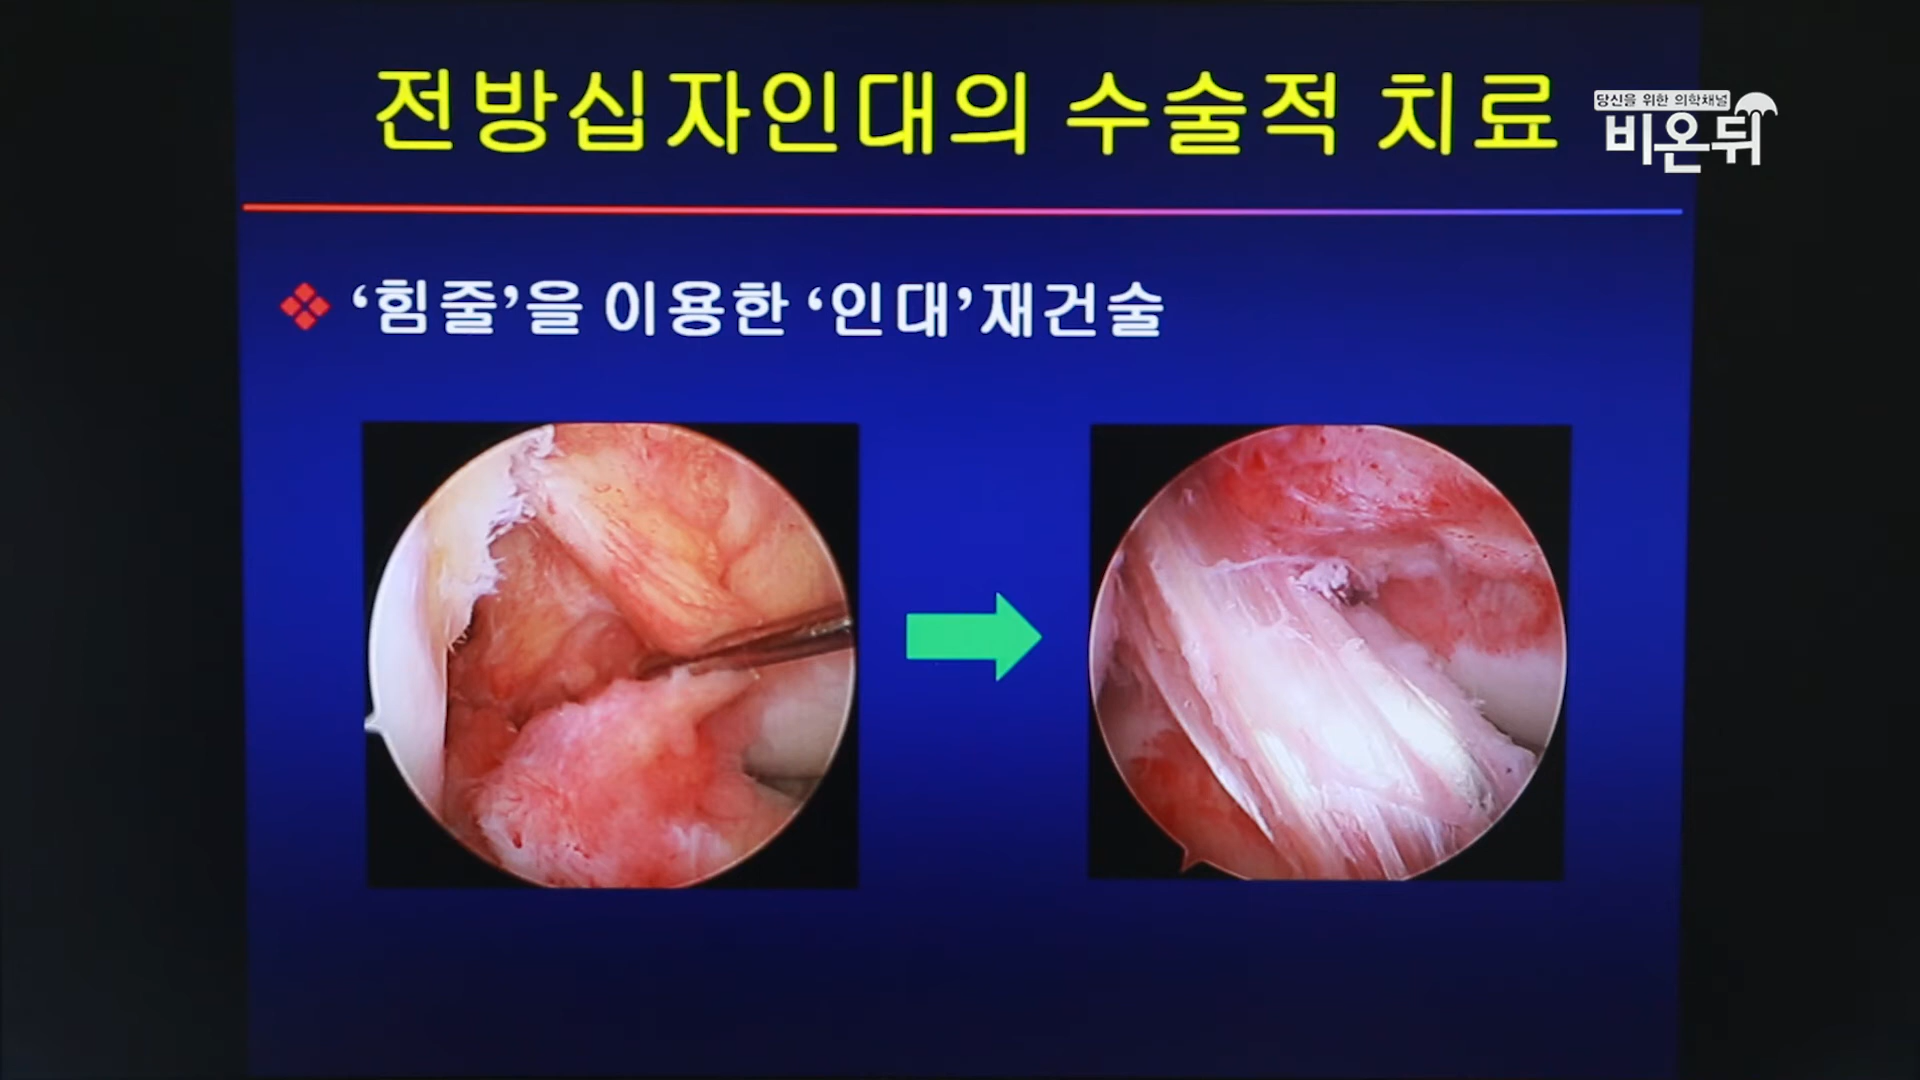 전방십자인대의 수술적 치료
당신을 위한 의학채널
비온뒤
‘힘줄’을 이용한 ‘인대’재건술